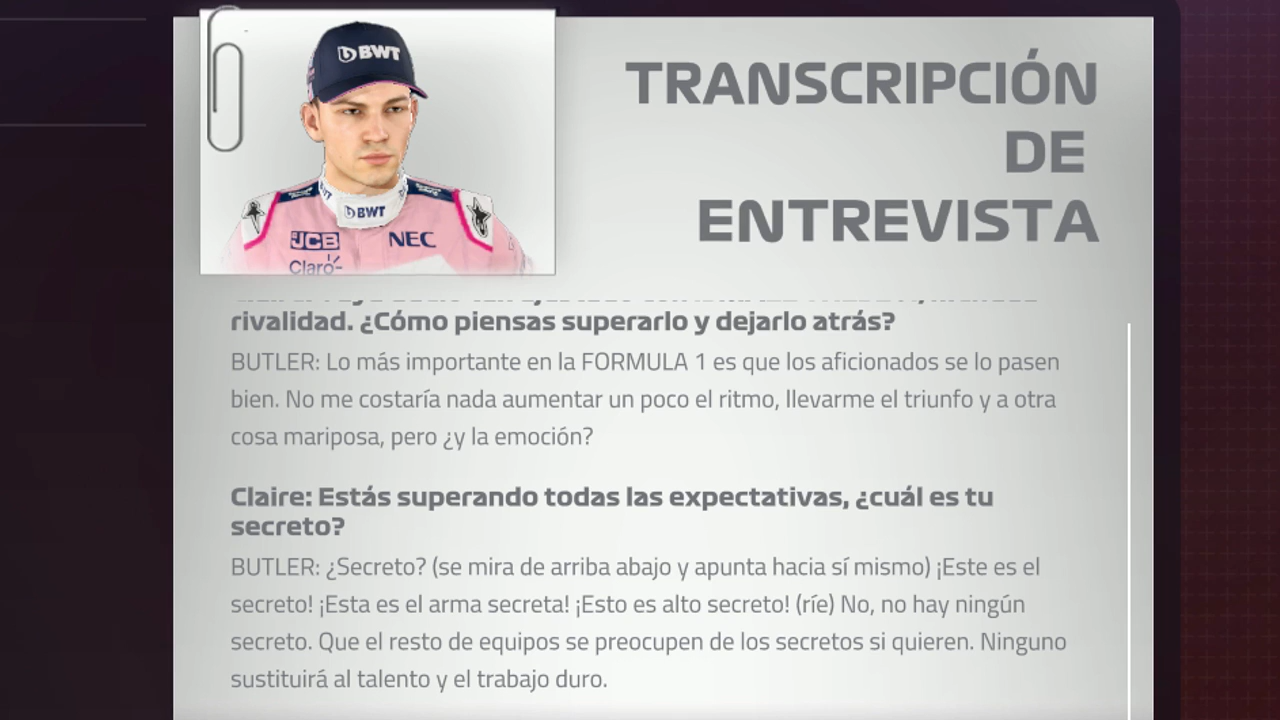 BWT
BWT
JCB
NEC
Claro
TRANSCRIPCIÓN
DE
ENTREVISTA
rivalidad. ¿Cómo piensas superarlo y dejarlo atrás?
BUTLER: Lo más importante en la FORMULA 1 es que los aficionados se lo pasen
bien. No me costaría nada aumentar un poco el ritmo, llevarme el triunfo y a otra
cosa mariposa, pero ¿y la emoción?
Claire: Estás superando todas las expectativas, ¿cuál es tu
secreto?
BUTLER: ¿Secreto? (se mira de arriba abajo y apunta hacia sí mismo) ¡Este es el
secreto! ¡Esta es el arma secreta! ¡Esto es alto secreto! (ríe) No, no hay ningún
secreto. Que el resto de equipos se preocupen de los secretos si quieren. Ninguno
sustituirá al talento y el trabajo duro.